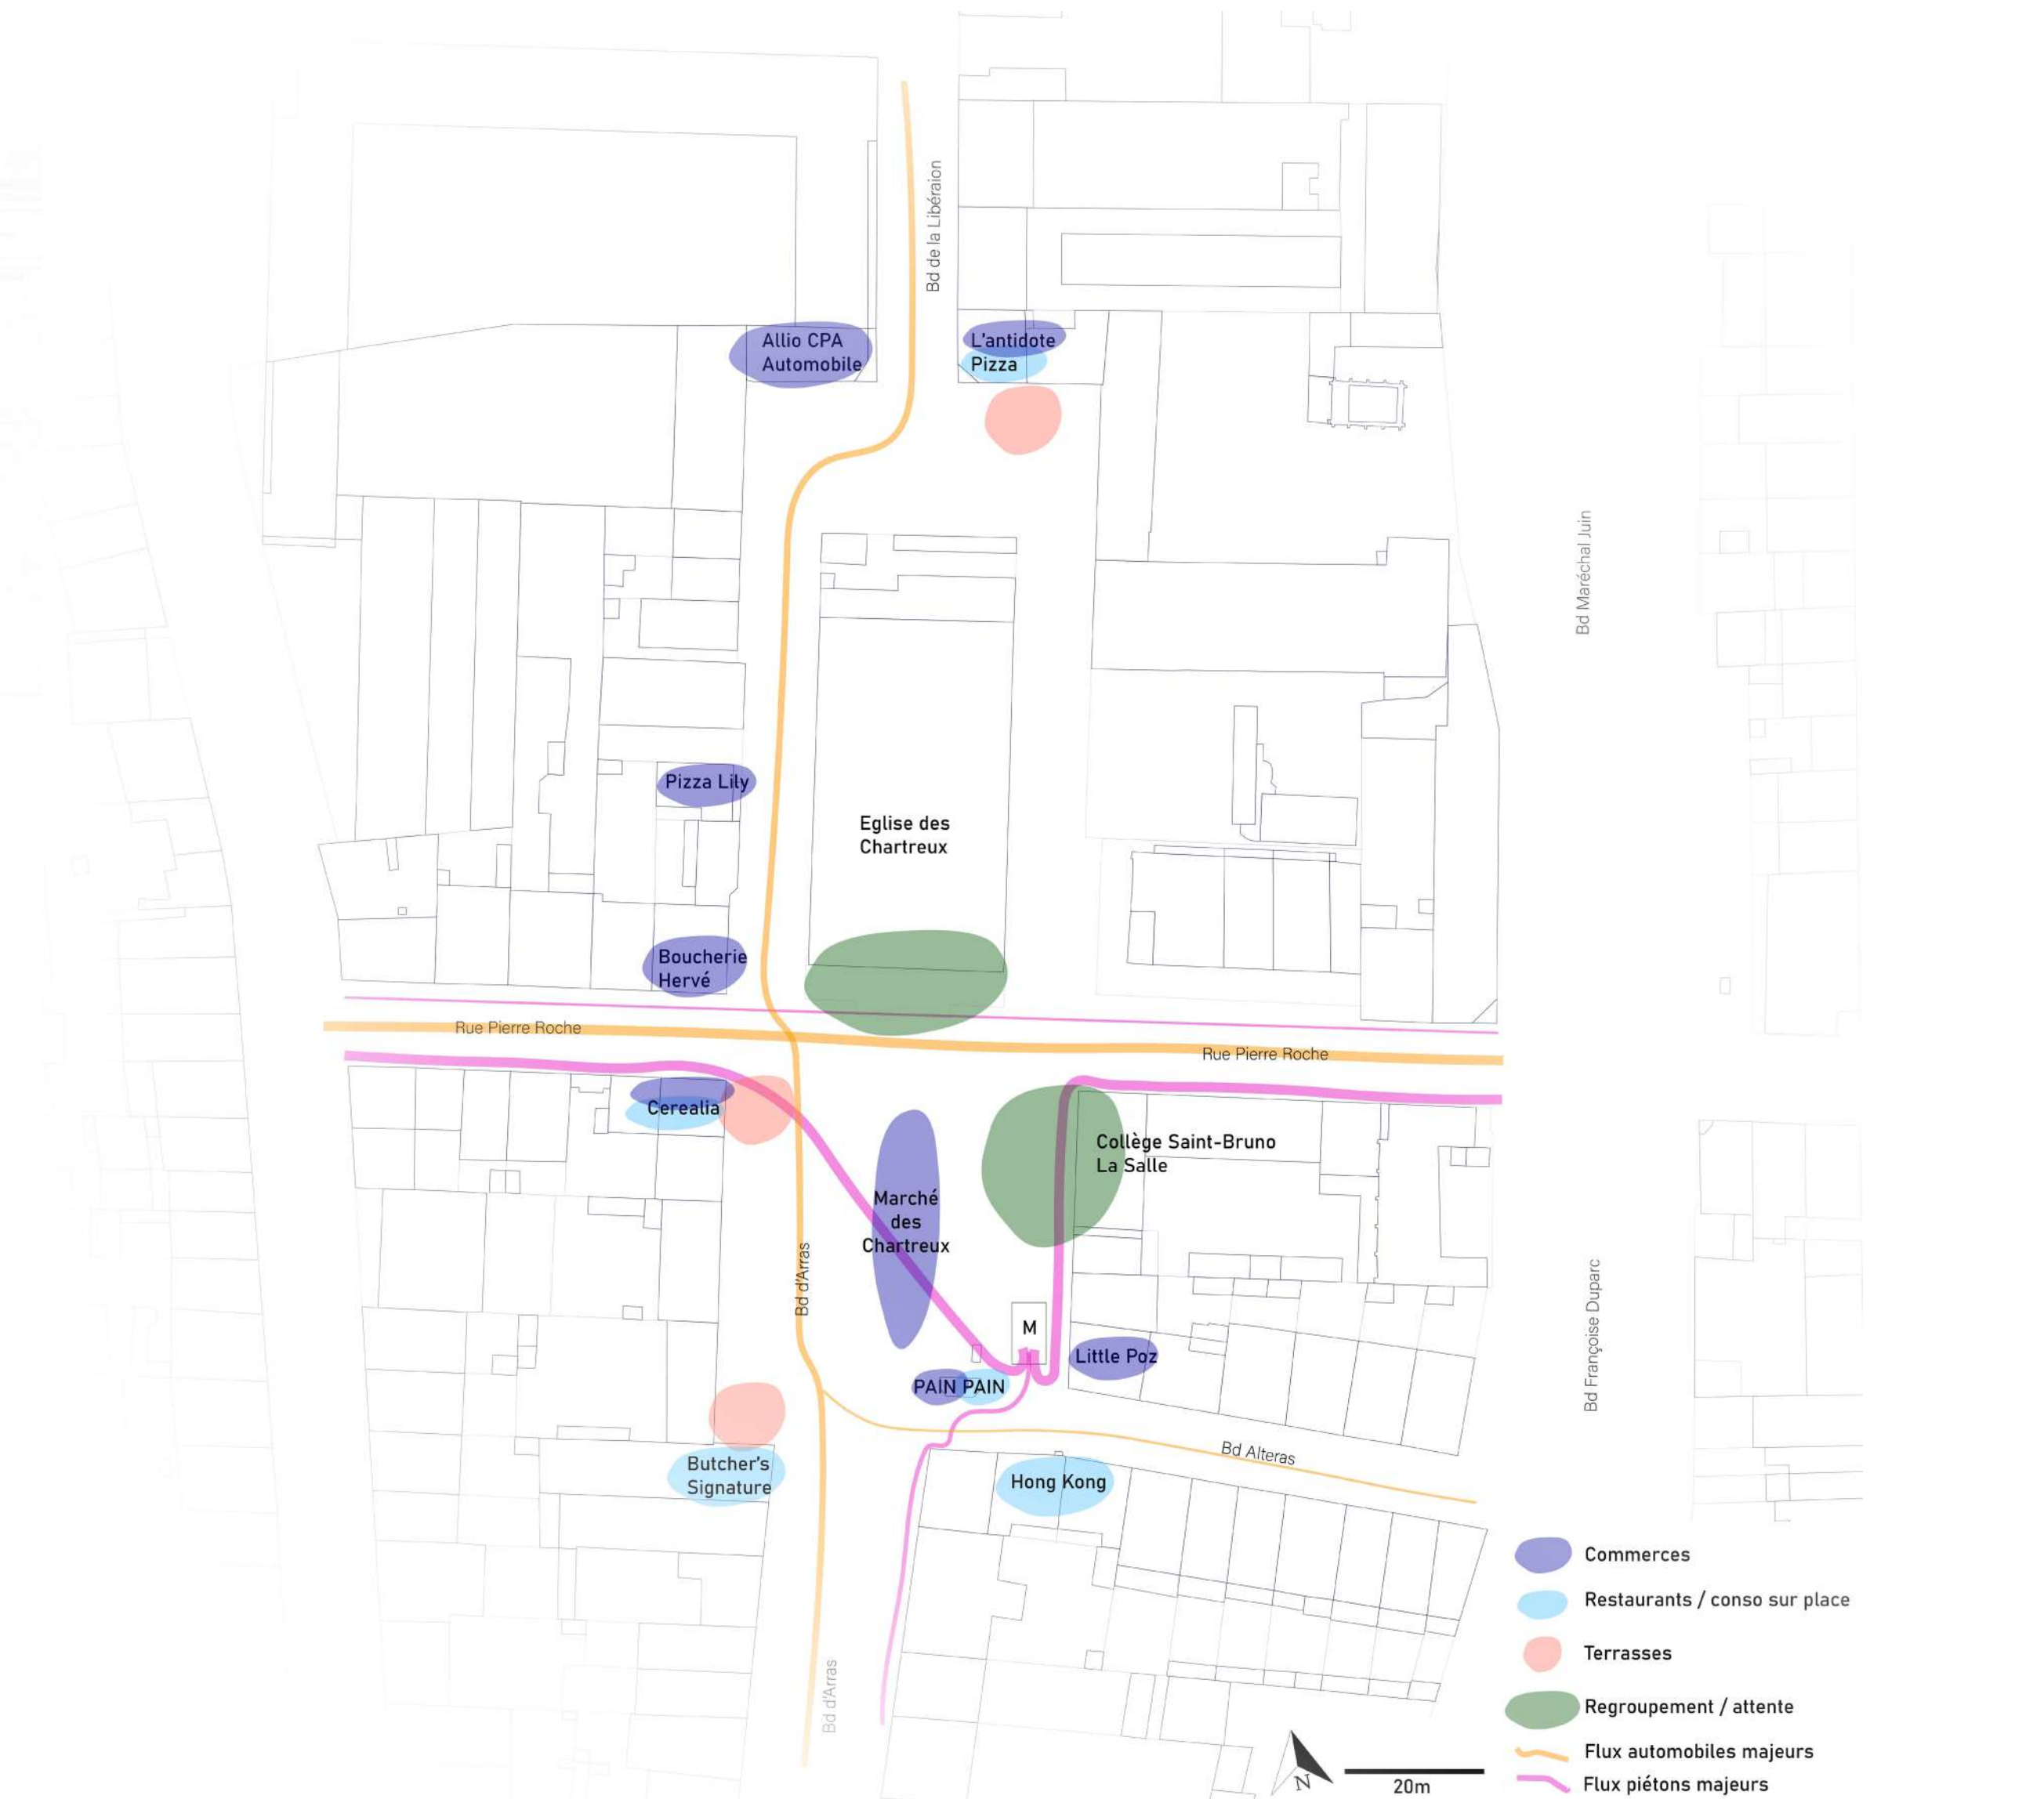 Bd de la Libéraion
Allio CPA
Automobile
L'antidote
Pizza
Bd Maréchal Juin
Pizza Lily
Eglise des
Chartreux
Boucherie
Hervé
Rue Pierre Roche
Rue Pierre Roche
Cerealia
Collège Saint-Bruno
La Salle
Marché
des
Chartreux
Bd d'Arras
Bd Françoise Duparc
M
Little Poz
PAIN PAIN
Bd Alteras
Butcher's
Signature
Hong Kong
Bd d'Arras
Commerces
Restaurants / conso sur place
Terrasses
Regroupement / attente
Flux automobiles majeurs
Flux piétons majeurs
N
20m